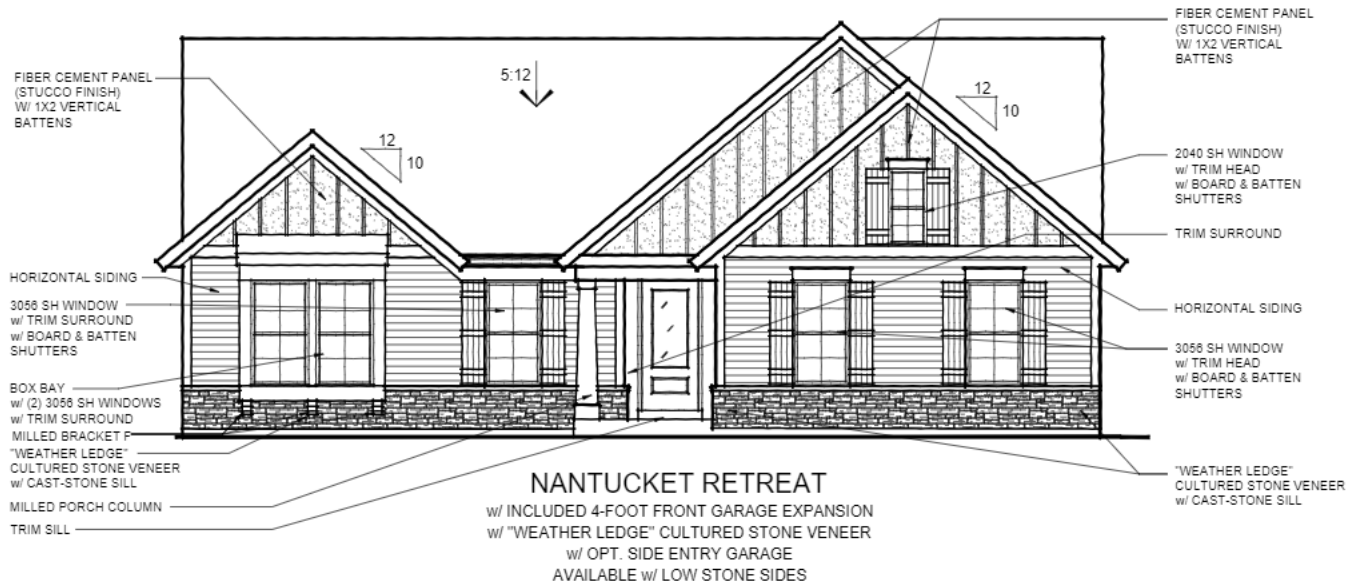 FIBER CEMENT PANEL
(STUCCO FINISH)
W/ 1X2 VERTICAL
BATTENS
5:12
12
10
12
10
FIBER CEMENT PANEL
(STUCCO FINISH)
W/ 1X2 VERTICAL
BATTENS
2040 SH WINDOW
w/ TRIM HEAD
w/ BOARD & BATTEN
SHUTTERS
TRIM SURROUND
HORIZONTAL SIDING
3056 SH WINDOW
w/ TRIM HEAD
w/ BOARD & BATTEN
SHUTTERS
"WEATHER LEDGE"
CULTURED STONE VENEER
w/ CAST-STONE SILL
HORIZONTAL SIDING
3056 SH WINDOW
w/ TRIM SURROUND
w/ BOARD & BATTEN
SHUTTERS
BOX BAY
w/ (2) 3056 SH WINDOWS
w/ TRIM SURROUND
MILLED BRACKET F
"WEATHER LEDGE"
CULTURED STONE VENEER
w/ CAST-STONE SILL
MILLED PORCH COLUMN
TRIM SILL
NANTUCKET RETREAT
w/ INCLUDED 4-FOOT FRONT GARAGE EXPANSION
w/ "WEATHER LEDGE" CULTURED STONE VENEER
w/ OPT. SIDE ENTRY GARAGE
AVAILABLE w/ LOW STONE SIDES